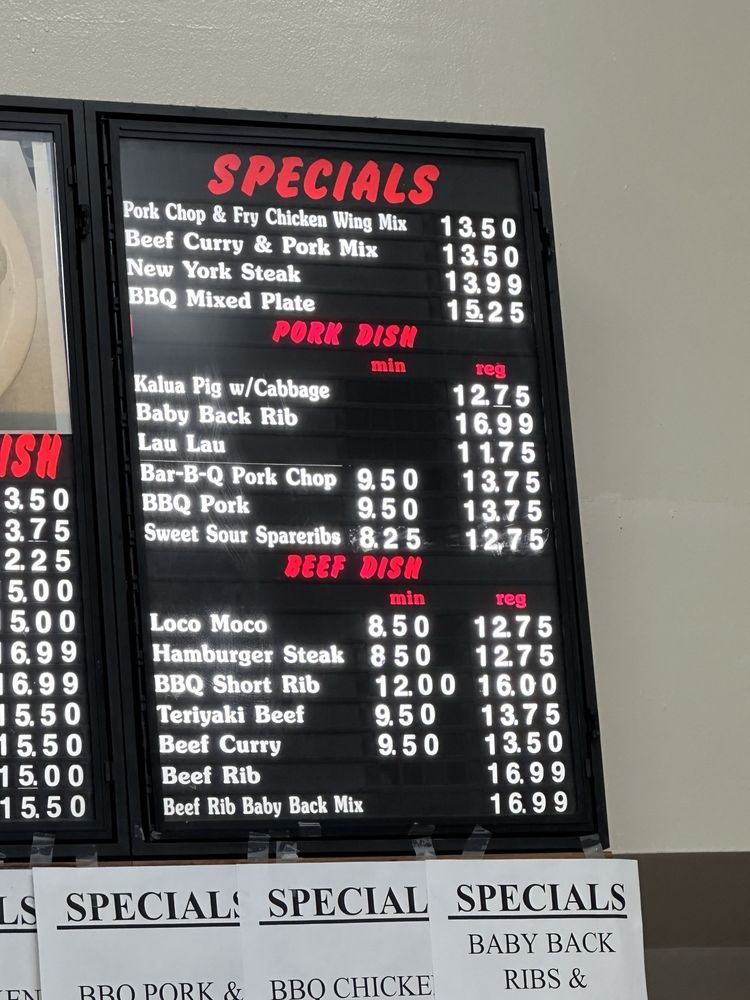 SPECIALS
Pork Chop & Fry Chicken Wing Mix 13.50
Beef Curry & Pork Mix 13.50
New York Steak 13.99
BBQ Mixed Plate 15.25
PORK DISH
min reg
Kalua Pig w/Cabbage 12.75
Baby Back Rib 16.99
Lau Lau 11.75
Bar-B-Q Pork Chop 9.50 13.75
BBQ Pork 9.50 13.75
Sweet Sour Spareribs 8.25 12.75
BEEF DISH
min reg
Loco Moco 8.50 12.75
Hamburger Steak 8 50 12.75
BBQ Short Rib 12.00 16.00
Teriyaki Beef 9.50 13.75
Beef Curry 9.50 13.50
Beef Rib 16.99
Beef Rib Baby Back Mix 16.99
ISH
3.50
3.75
2.25
5.00
5.00
6.99
6.99
15.50
15.50
15.00
15.50
LS
EN
SPECIALS
BBQ PORK &
SPECIAL
BBQ CHICKE
SPECIALS
BABY BACK
RIBS &